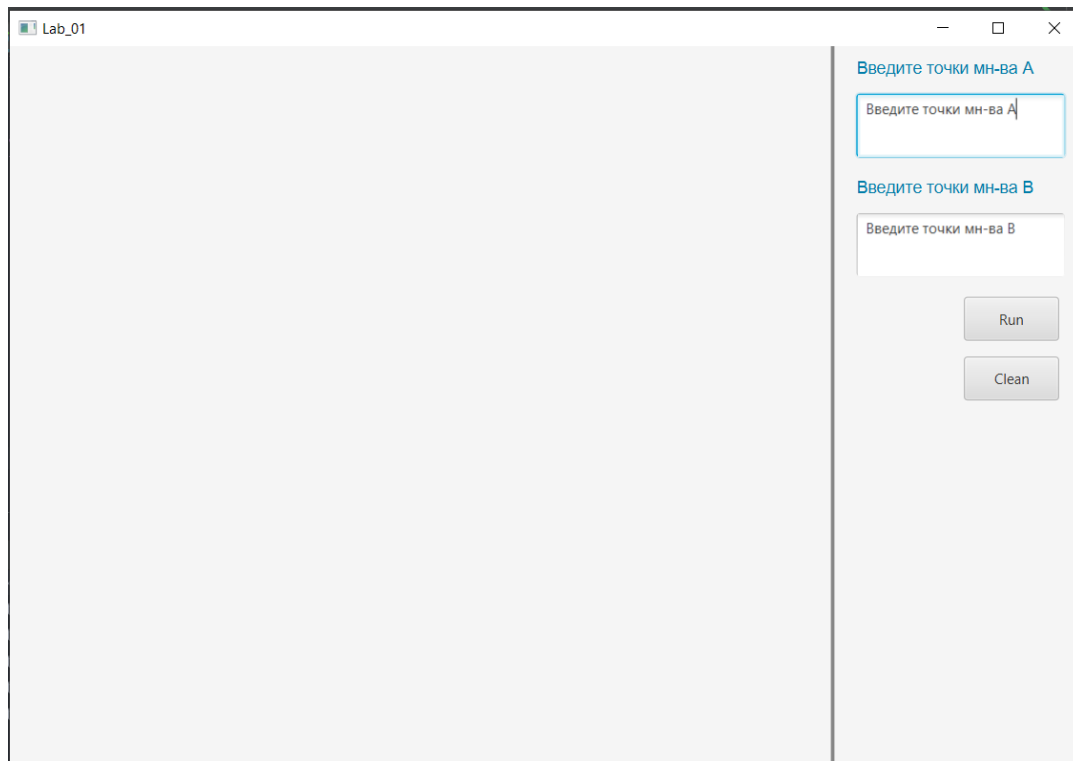 Lab_01
Введите точки мн-ва A
Введите точки мн-ва A
Введите точки мн-ва B
Введите точки мн-ва B
Run
Clean